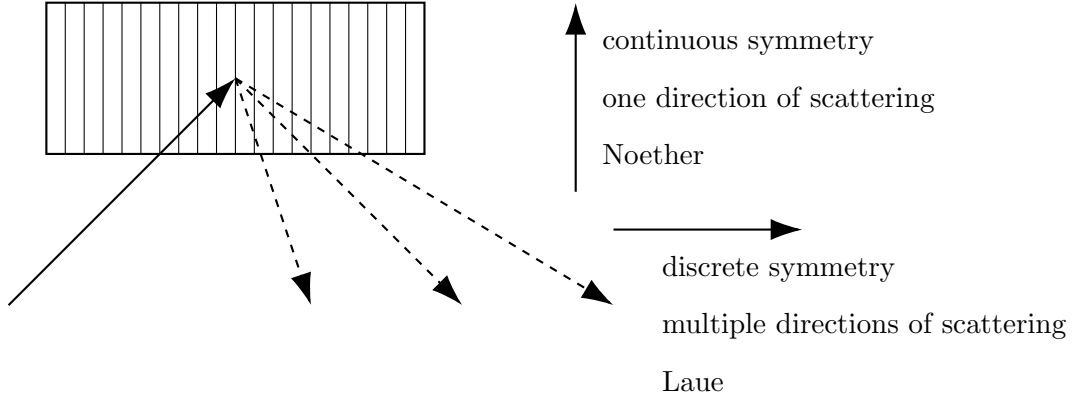 continuous symmetry
one direction of scattering
Noether
discrete symmetry
multiple directions of scattering
Laue